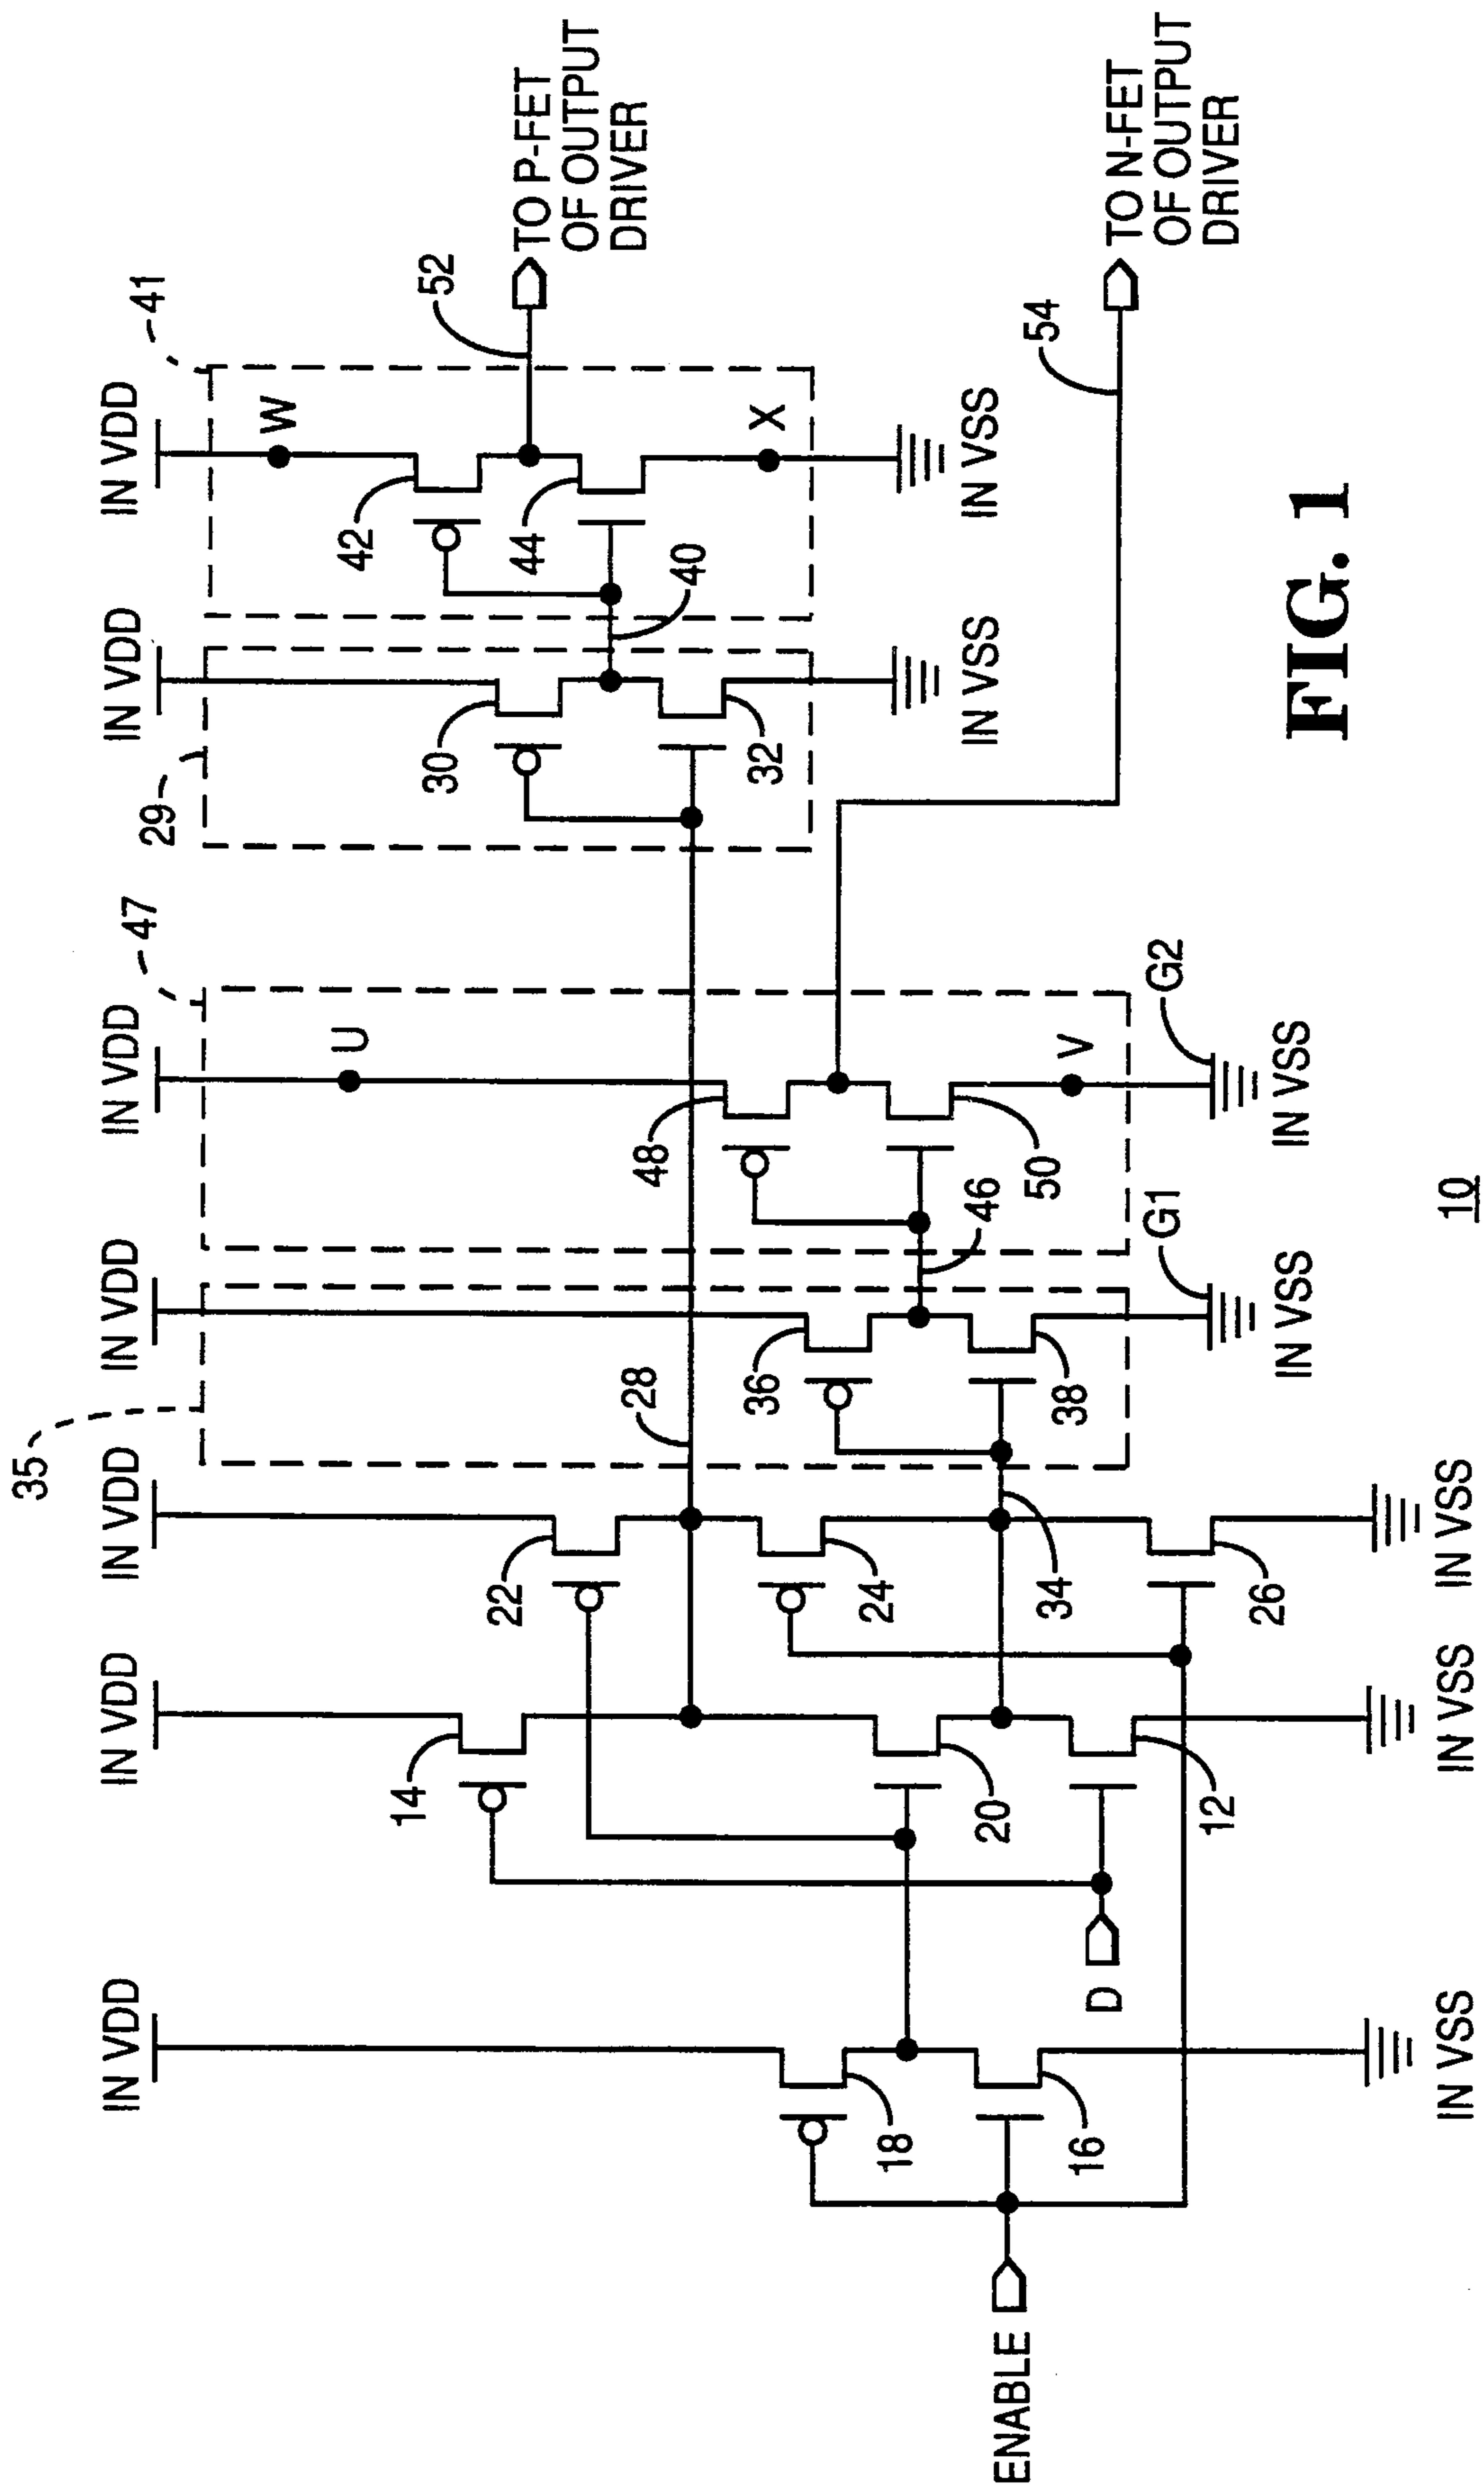 IN VDD
IN VDD
IN VDD
IN VDD
IN VDD
IN VDD
IN VDD
35
47
29
41
U
W
52
TO P-FET
OF OUTPUT
DRIVER
14
22
28
36
48
30
42
44
40
32
X
IN VSS
IN VSS
18
16
20
12
24
34
26
38
46
50
V
G1
G2
54
TO N-FET
OF OUTPUT
DRIVER
ENABLE
D
IN VSS
IN VSS
IN VSS
IN VSS
IN VSS
10
FIG. 1